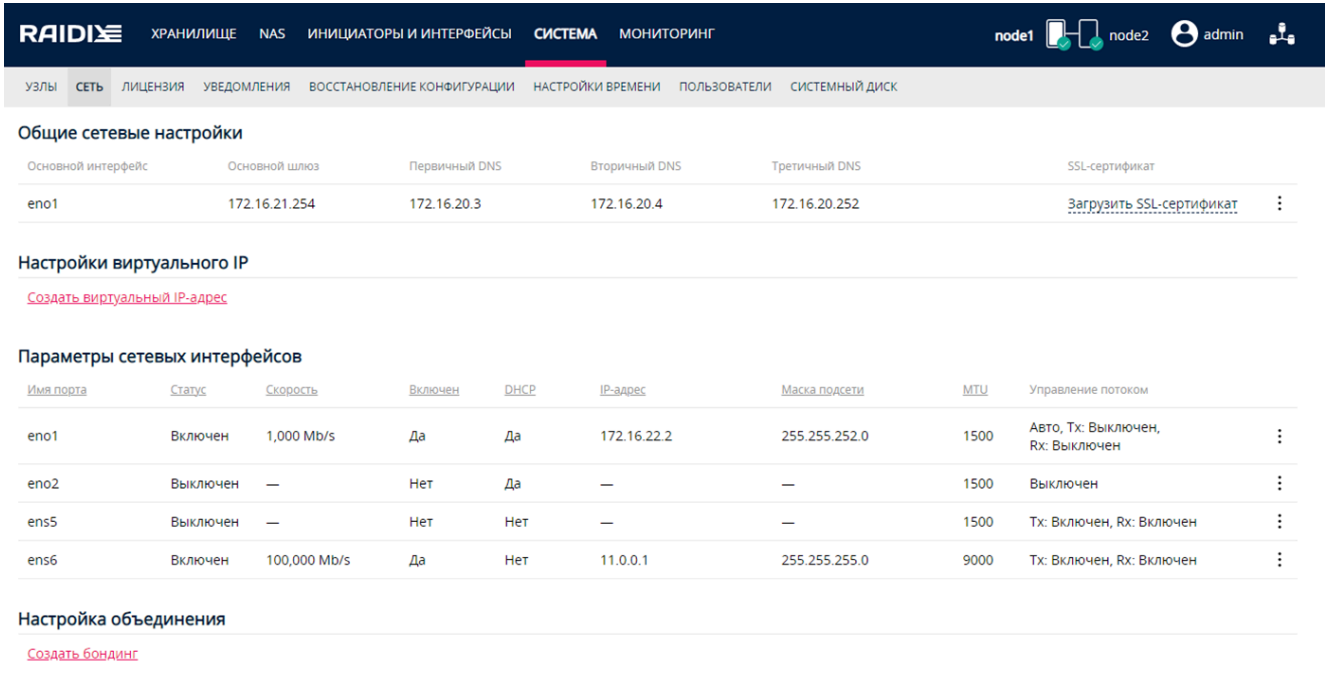 RAIDIX ХРАНИЛИЩЕ NAS ИНИЦИАТОРЫ И ИНТЕРФЕЙСЫ СИСТЕМА МОНИТОРИНГ node1 node2 admin
УЗЛЫ СЕТЬ ЛИЦЕНЗИЯ УВЕДОМЛЕНИЯ ВОССТАНОВЛЕНИЕ КОНФИГУРАЦИИ НАСТРОЙКИ ВРЕМЕНИ ПОЛЬЗОВАТЕЛИ СИСТЕМНЫЙ ДИСК
Общие сетевые настройки
Основной интерфейс Основной шлюз Первичный DNS Вторичный DNS Третичный DNS SSL-сертификат
eno1 172.16.21.254 172.16.20.3 172.16.20.4 172.16.20.252 Загрузить SSL-сертификат
Настройки виртуального IP
Создать виртуальный IP-адрес
Параметры сетевых интерфейсов
Имя порта Статус Скорость Включен DHCP IP-адрес Маска подсети MTU Управление потоком
eno1 Включен 1,000 Mb/s Да Да 172.16.22.2 255.255.252.0 1500 Авто, Tx: Выключен,
Rx: Выключен
eno2 Выключен — Нет Да — — 1500 Выключен
ens5 Выключен — Нет Нет — — 1500 Tx: Включен, Rx: Включен
ens6 Включен 100,000 Mb/s Да Нет 11.0.0.1 255.255.255.0 9000 Tx: Включен, Rx: Включен
Настройка объединения
Создать бондинг